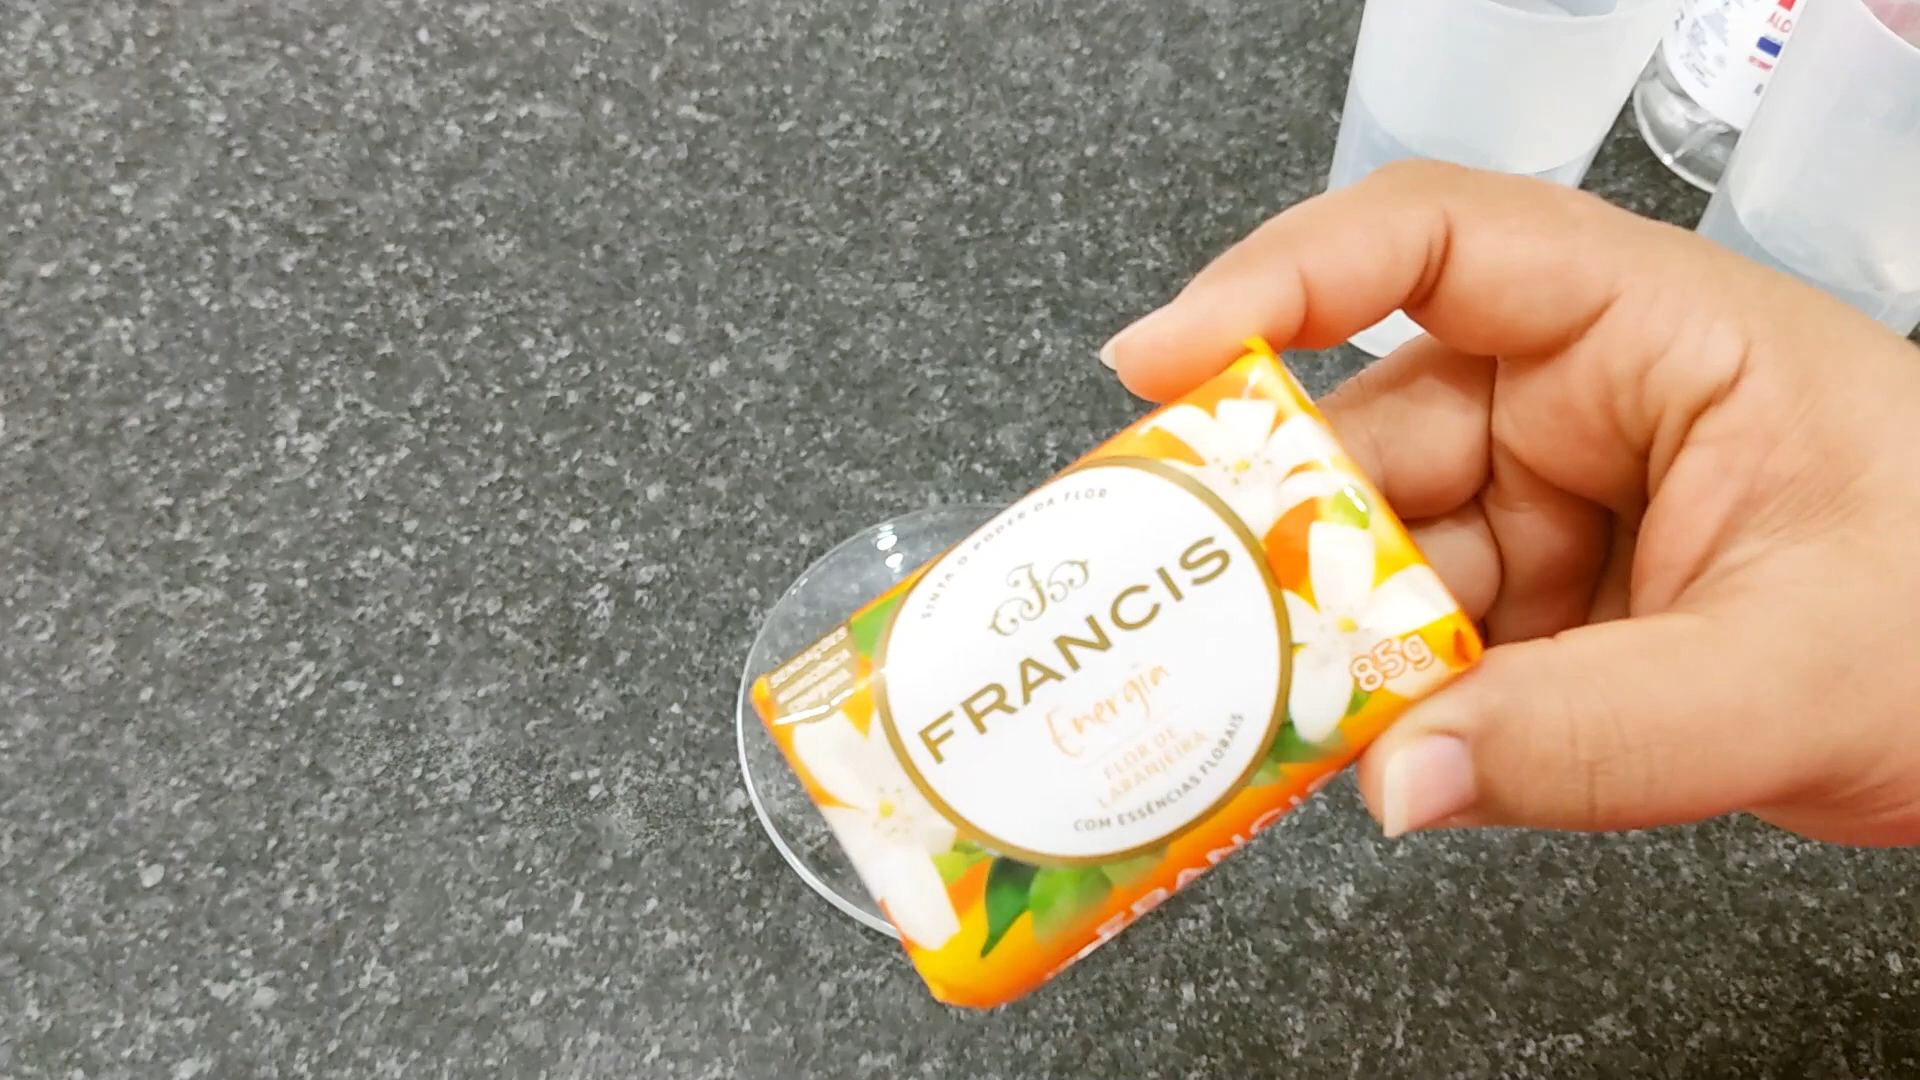 SINTA O PODER DA FLOR
FRANCIS
Energia
FLOR DE
LARANJEIRA
COM ESSÊNCIAS FLORAIS
85g
FRANCIS